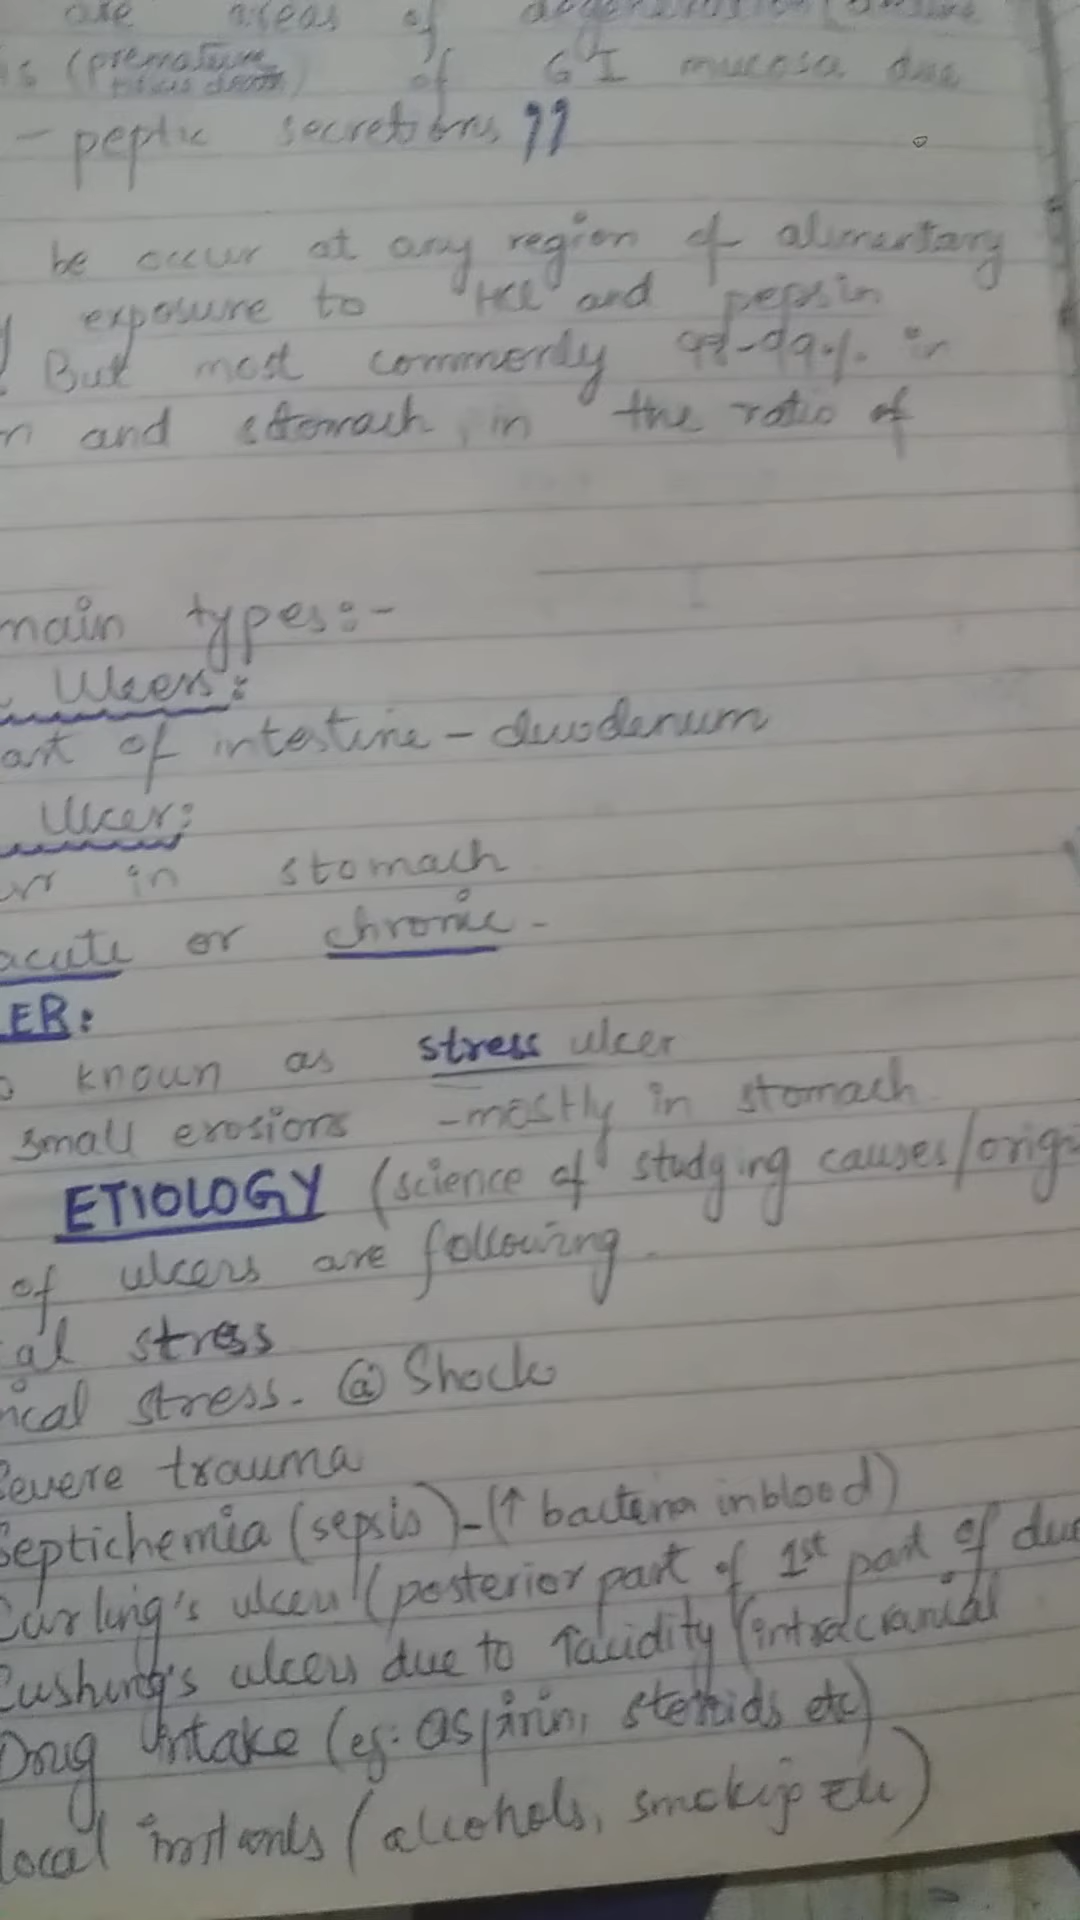 are areas of
(premature of GI mucosa due
- peptic secretions ”
be occur at any region of alimentary
exposure to HCl and pepsin
But most commonly 98-99% in
and stomach, in the ratio of
main types:-
Ulcers:
art of intestine - duodenum
Ulcer:
in stomach
acute or chronic -
ER:
known as stress ulcer
small erosions - mostly in stomach
ETIOLOGY (science of studying causes/origi
of ulcers are following.
al stress
ical stress. @ Shock
Severe trauma
Septichemia (sepsis) - (↑ bacteria in blood)
Curling's ulcer (posterior part of 1st part of duo
Cushing's ulcers due to ↑acidity (intracranial
Drug intake (eg: aspirin, steroids etc)
local irritants (alcohols, smoking etc)